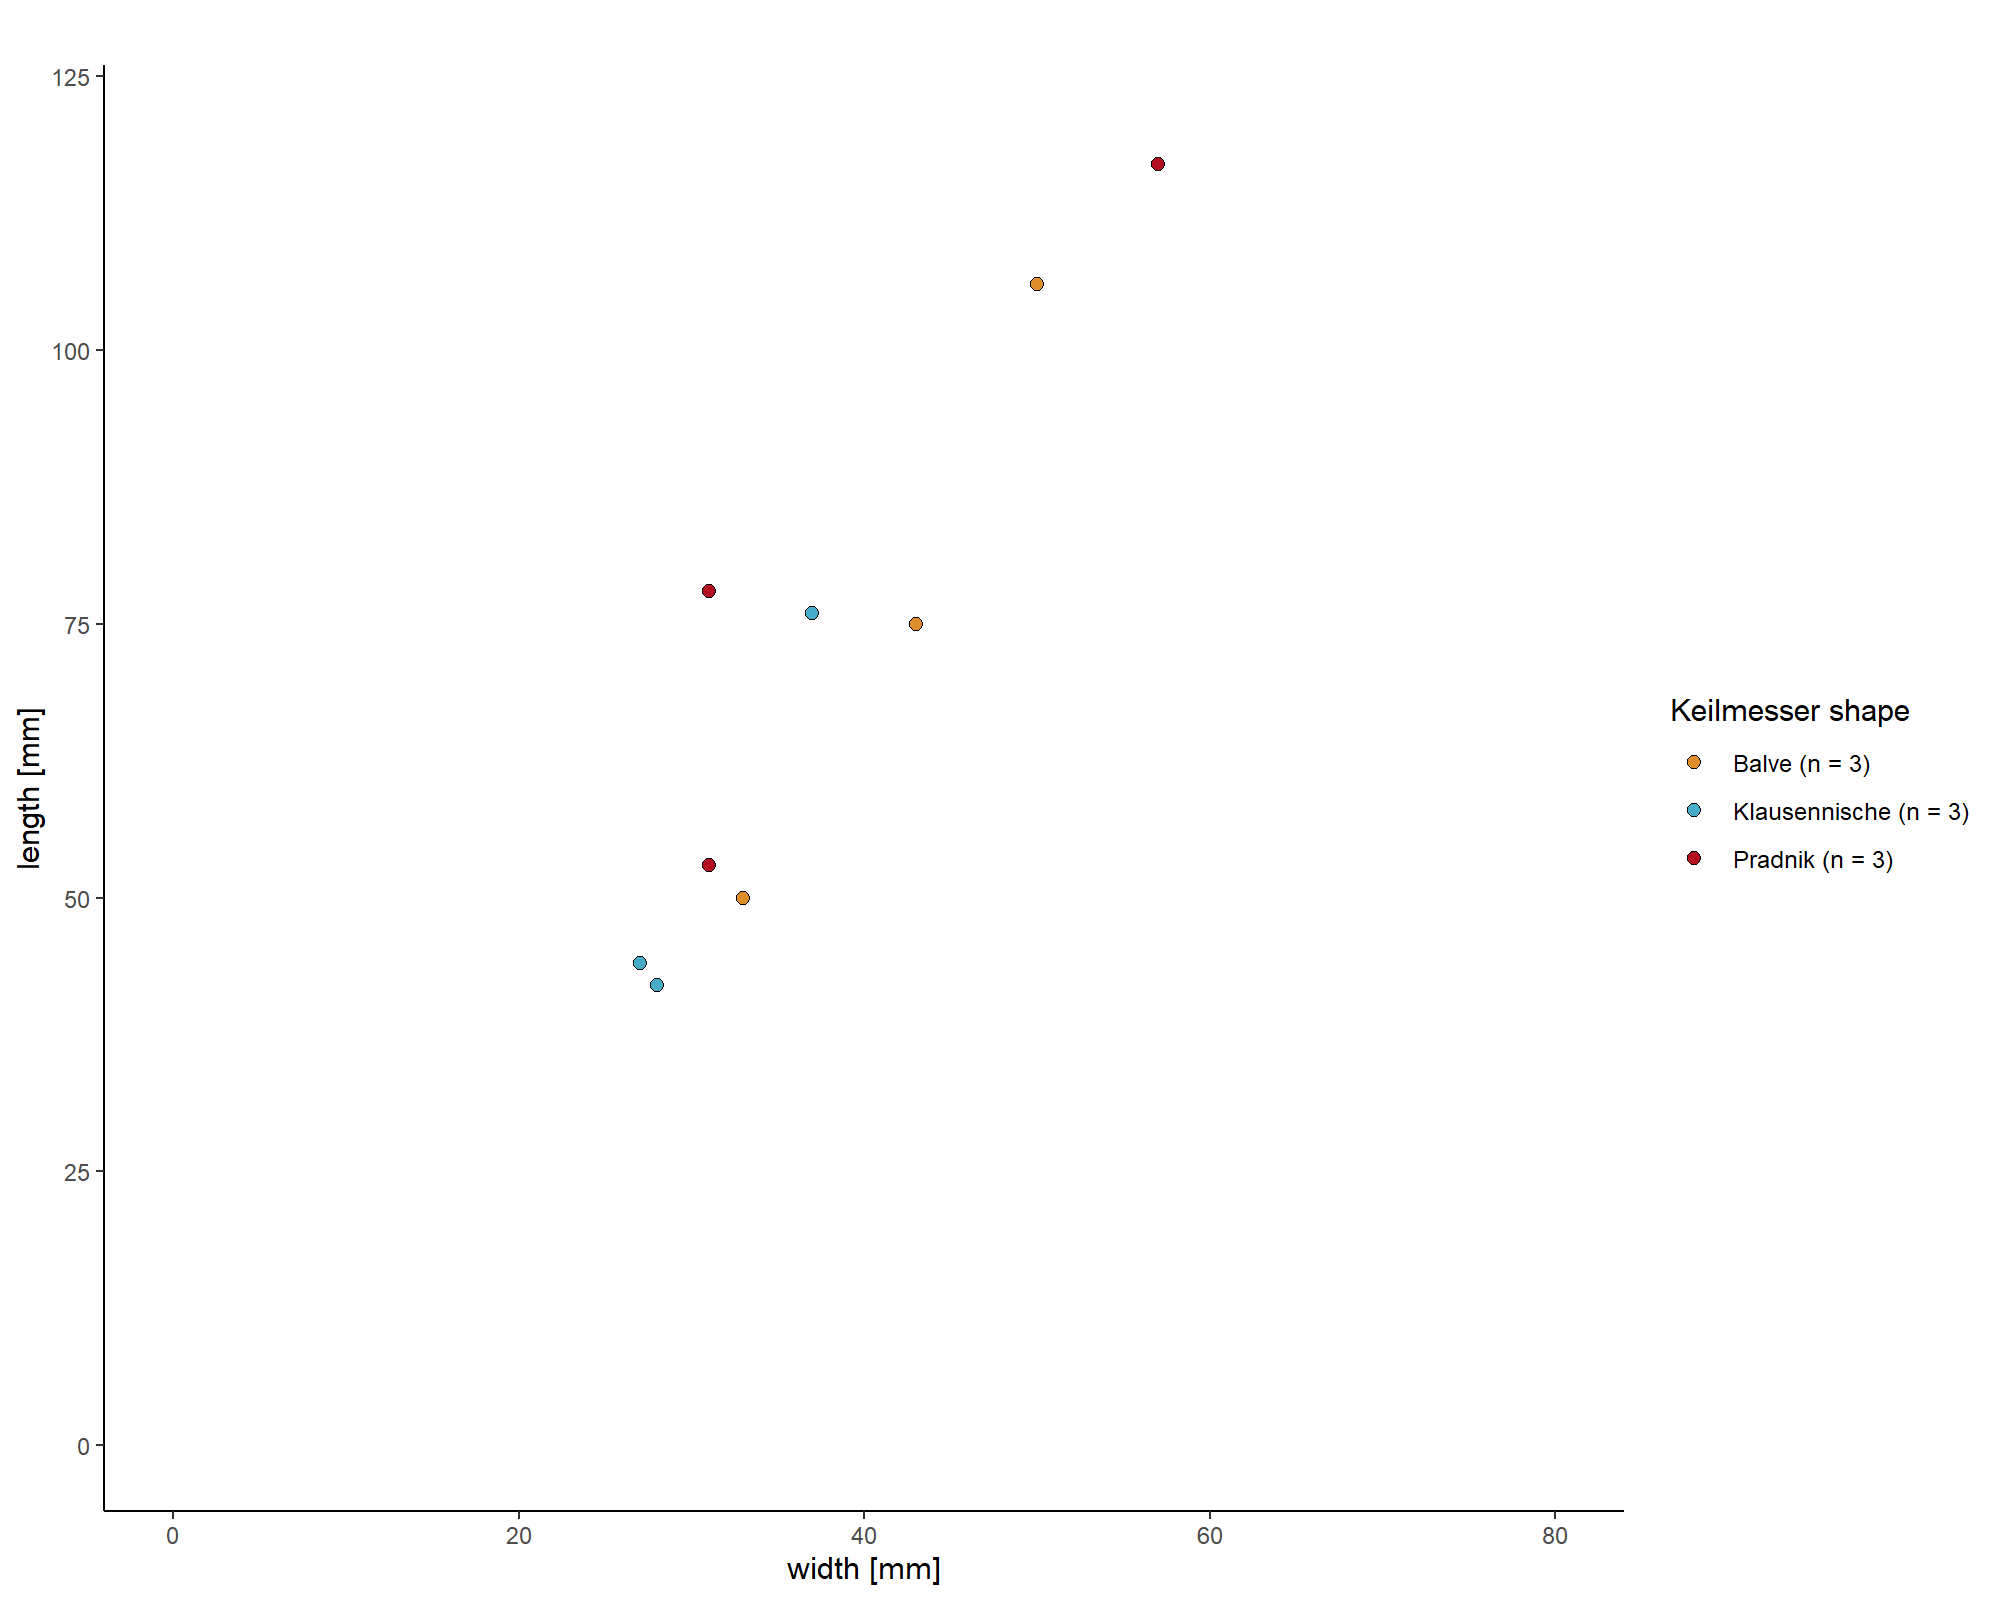 125
100
75
50
25
0
length [mm]
0 20 40 60 80
width [mm]
Keilmesser shape
Balve (n = 3)
Klausennische (n = 3)
Pradnik (n = 3)